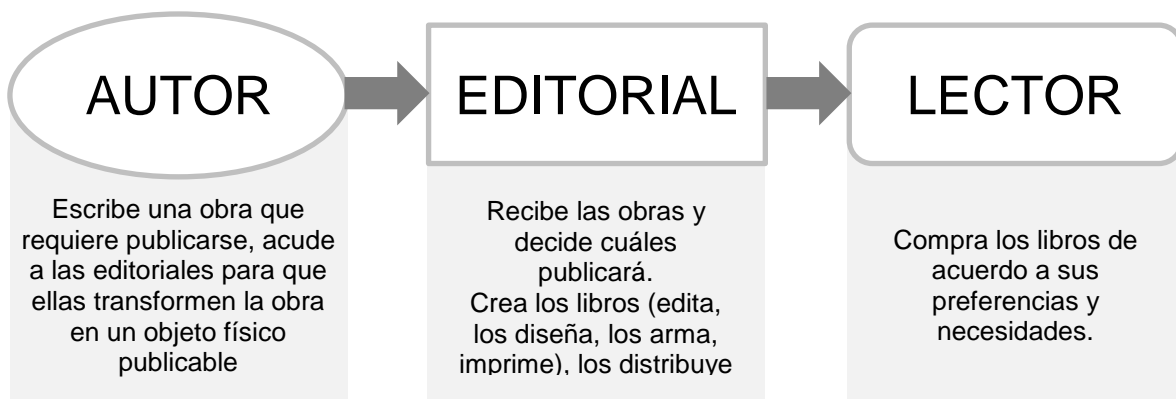 AUTOR
Escribe una obra que
requiere publicarse, acude
a las editoriales para que
ellas transformen la obra
en un objeto físico
publicable
EDITORIAL
Recibe las obras y
decide cuáles
publicará.
Crea los libros (edita,
los diseña, los arma,
imprime), los distribuye
LECTOR
Compra los libros de
acuerdo a sus
preferencias y
necesidades.